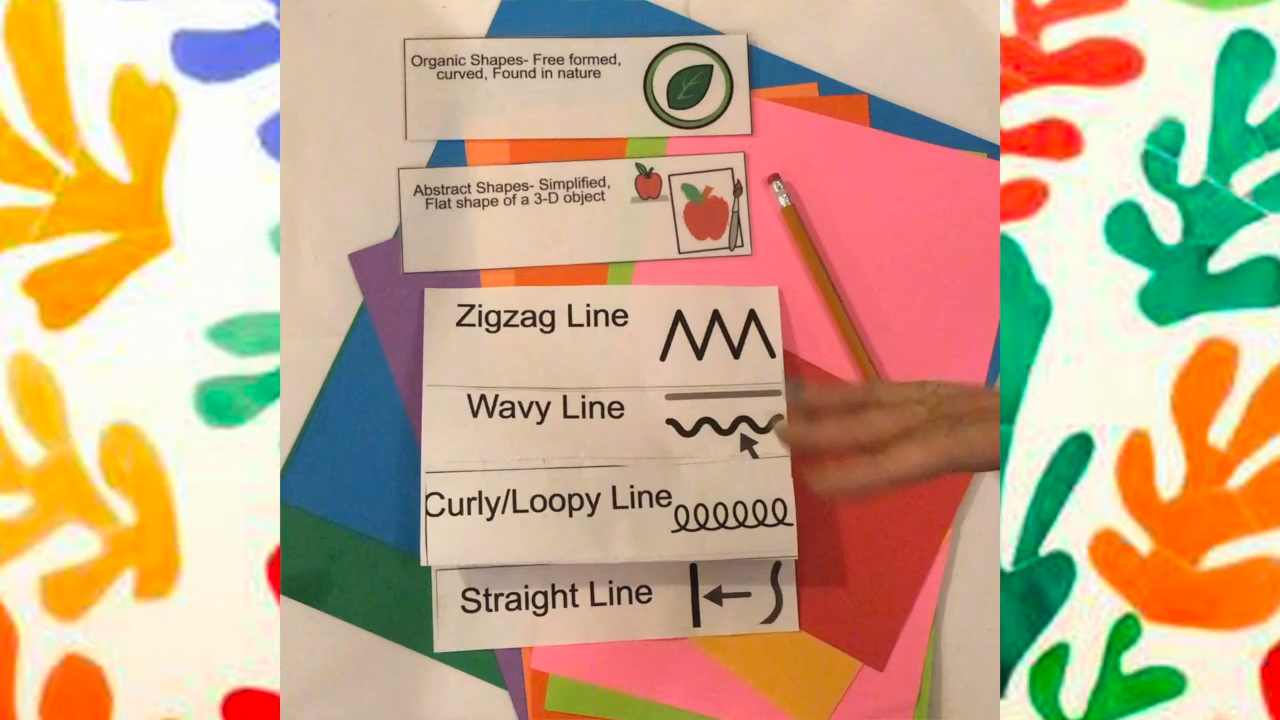 Organic Shapes- Free formed,
curved, Found in nature
Abstract Shapes- Simplified,
Flat shape of a 3-D object
Zigzag Line
Wavy Line
Curly/Loopy Line
Straight Line